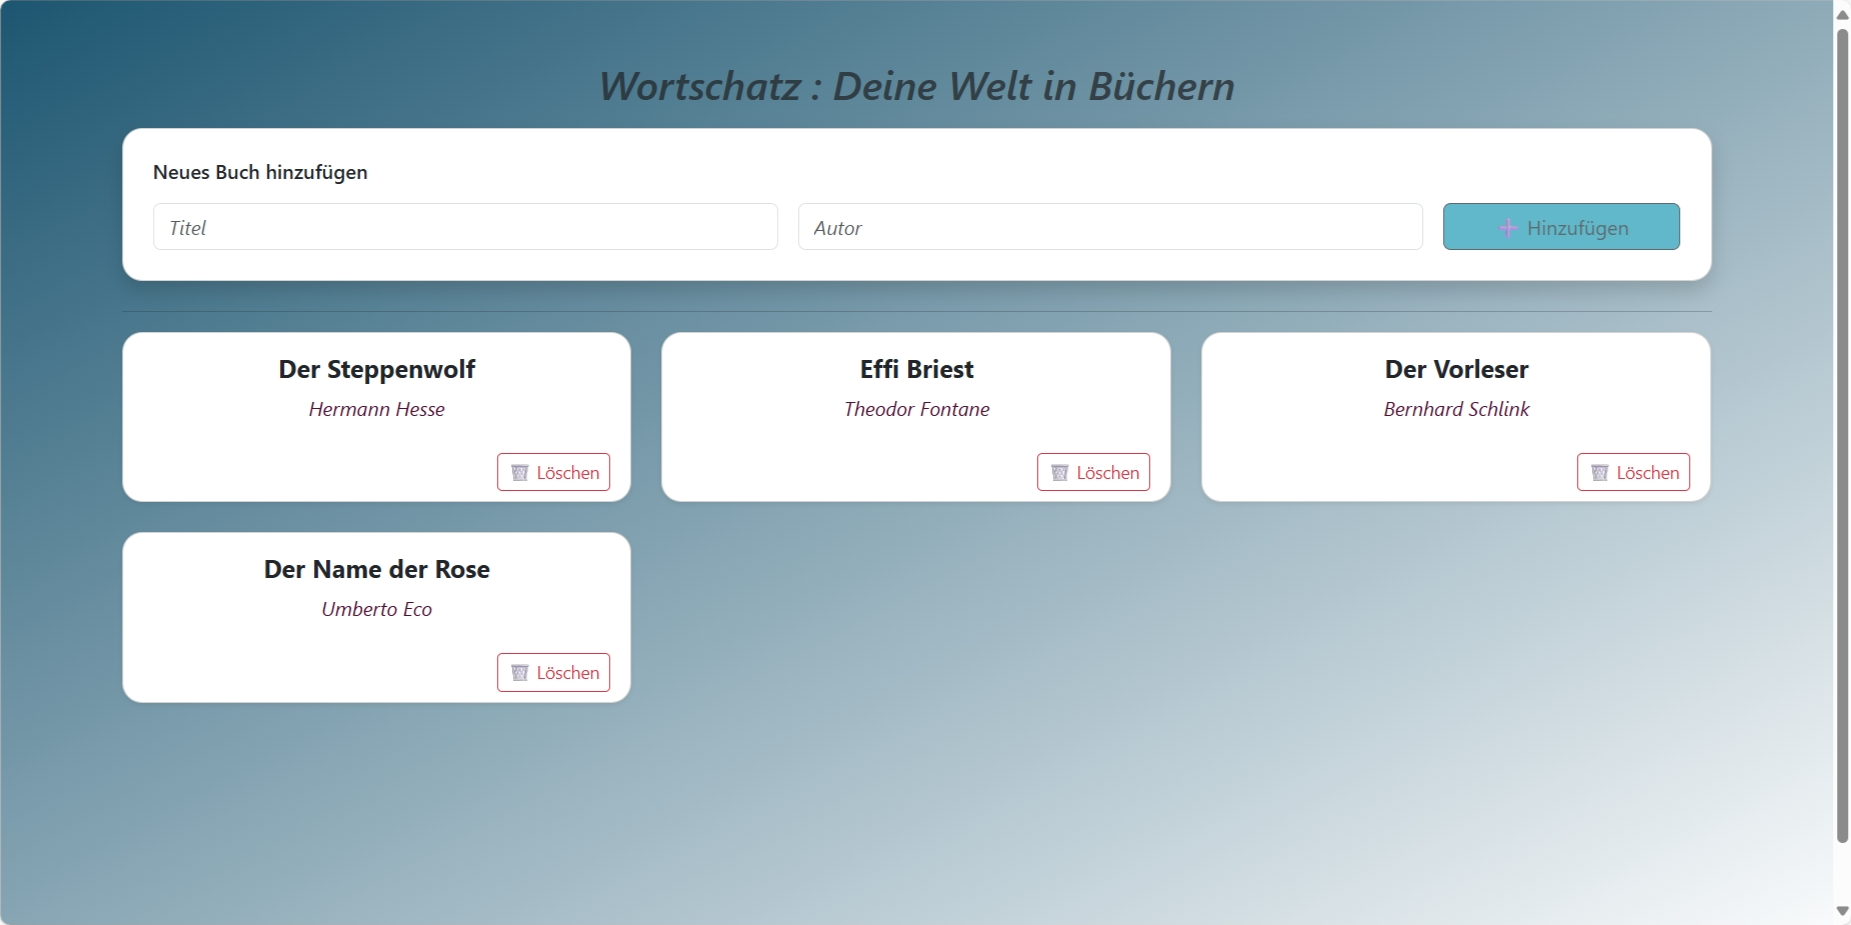 Wortschatz : Deine Welt in Büchern
Neues Buch hinzufügen
Titel
Autor
Hinzufügen
Der Steppenwolf
Hermann Hesse
Löschen
Effi Briest
Theodor Fontane
Löschen
Der Vorleser
Bernhard Schlink
Löschen
Der Name der Rose
Umberto Eco
Löschen